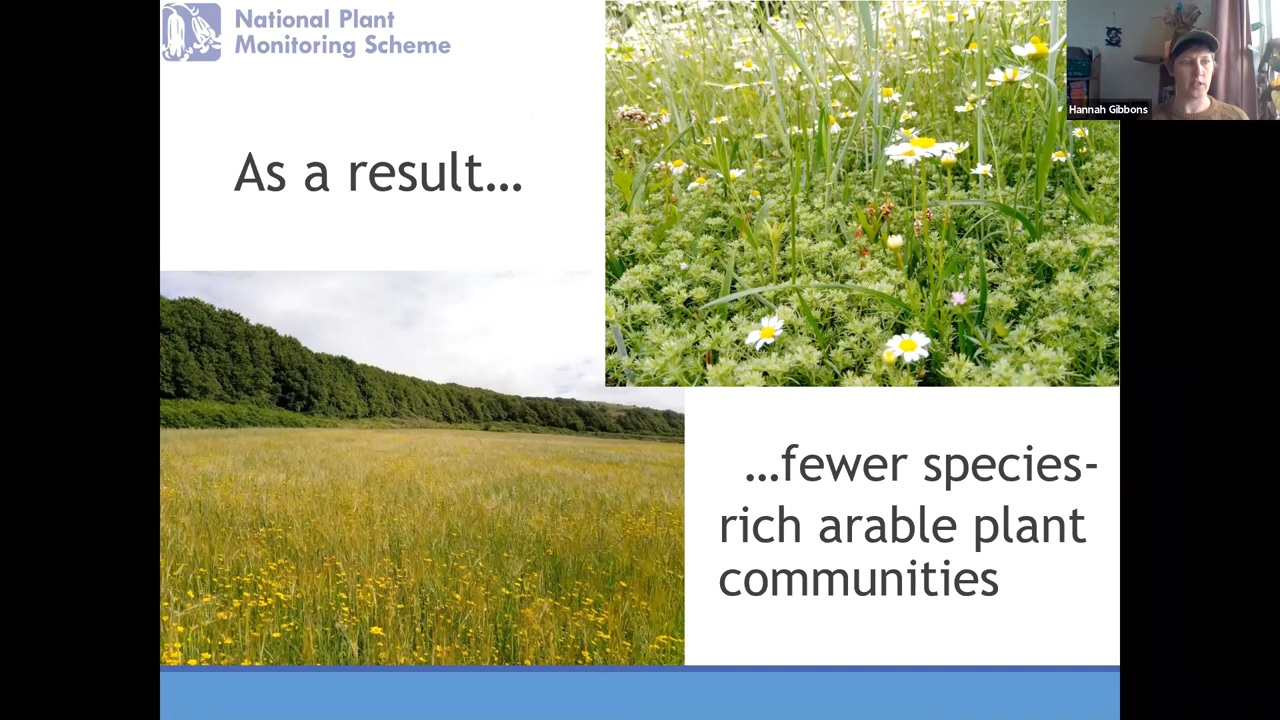 National Plant
Monitoring Scheme
Hannah Gibbons
As a result…
…fewer species-
rich arable plant
communities